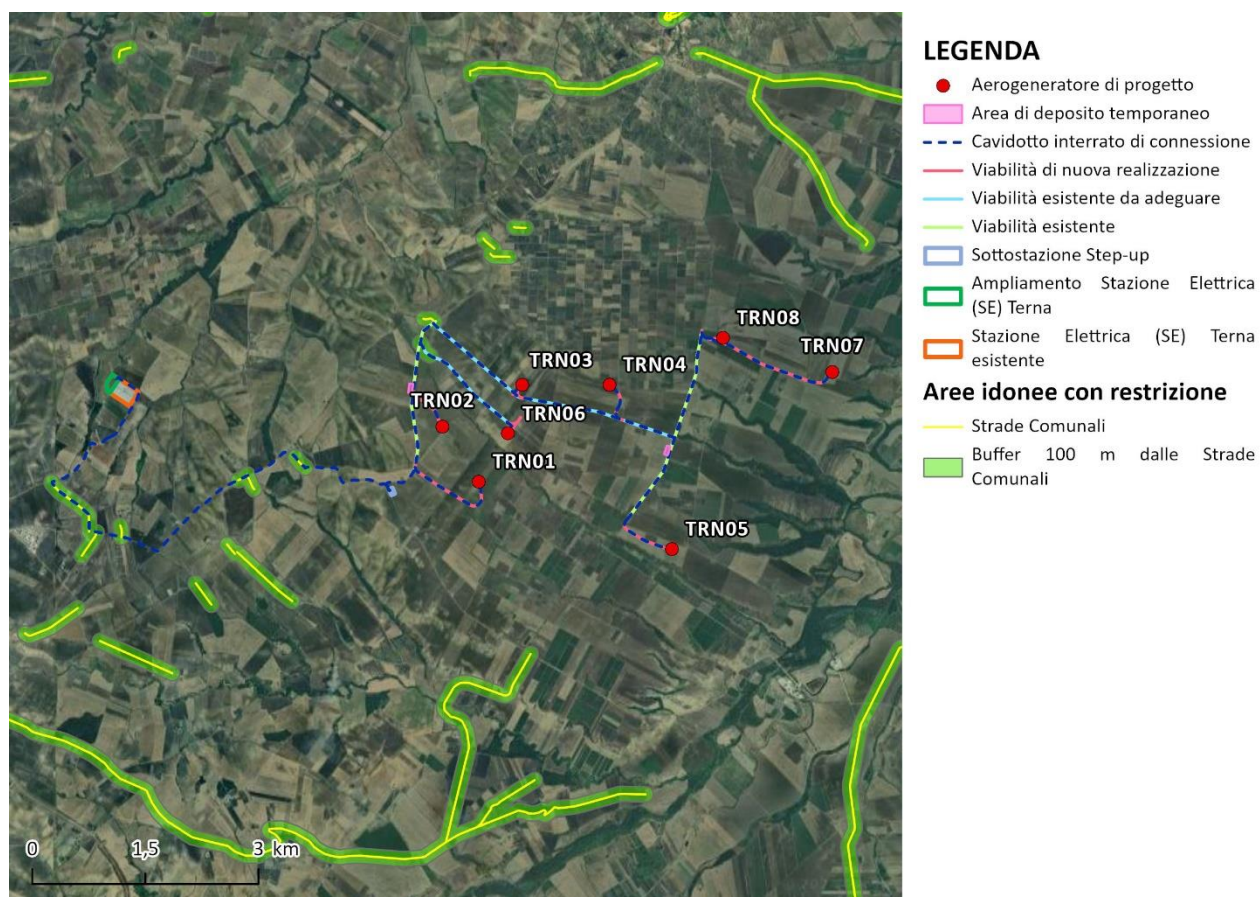 LEGENDA
Aerogeneratore di progetto
Area di deposito temporaneo
Cavidotto interrato di connessione
Viabilità di nuova realizzazione
Viabilità esistente da adeguare
Viabilità esistente
Sottostazione Step-up
Ampliamento Stazione Elettrica
(SE) Terna
Stazione Elettrica (SE) Terna
esistente
Aree idonee con restrizione
Strade Comunali
Buffer 100 m dalle Strade
Comunali
TRN08
TRN07
TRN03
TRN04
TRN02
TRN06
TRN01
TRN05
0 1,5 3 km